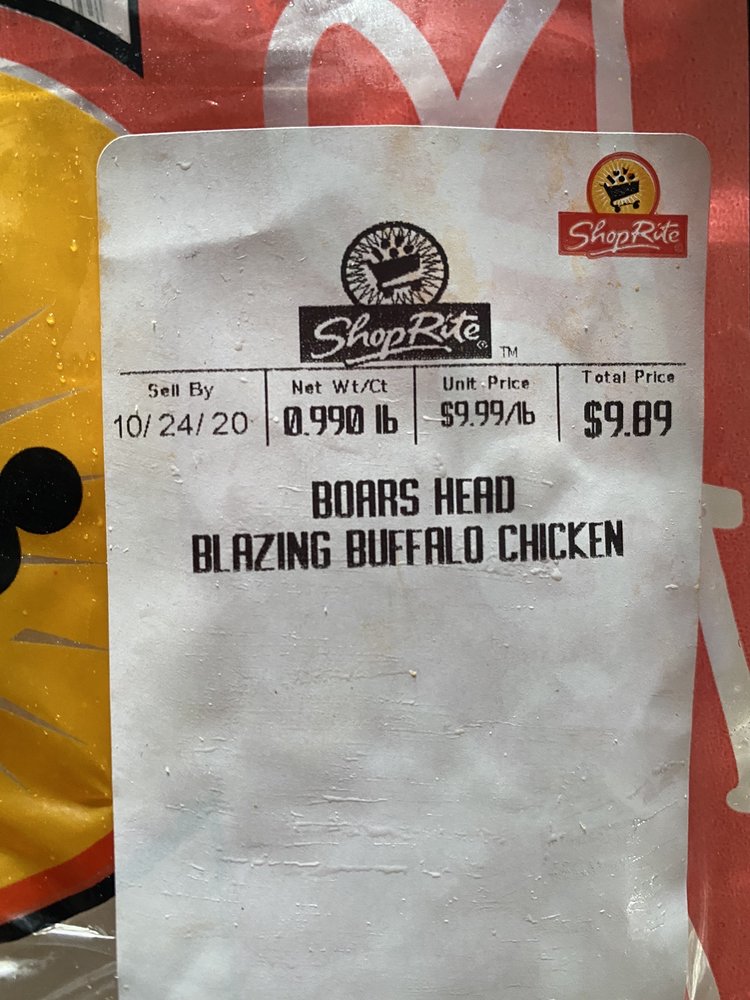 ShopRite
ShopRite TM
Sell By Net Wt/Ct Unit Price Total Price
10/24/20 0.990 lb $9.99/lb $9.89
BOARS HEAD
BLAZING BUFFALO CHICKEN